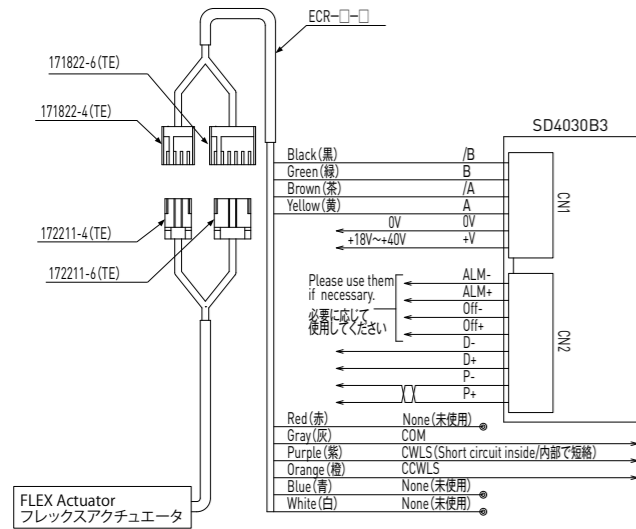 ECR-□-□
171822-6(TE)
171822-4(TE)
SD4030B3
Black(黒) /B
Green(緑) B
Brown(茶) /A
Yellow(黄) A
0V 0V
+18V~+40V +V
CN1
172211-4(TE)
172211-6(TE)
Please use them
if necessary.
必要に応じて
使用してください
ALM-
ALM+
Off-
Off+
D-
D+
P-
P+
CN2
Red(赤) None(未使用)
Gray(灰) COM
Purple(紫) CWLS(Short circuit inside/内部で短絡)
Orange(橙) CCWLS
Blue(青) None(未使用)
White(白) None(未使用)
FLEX Actuator
フレックスアクチュエータ